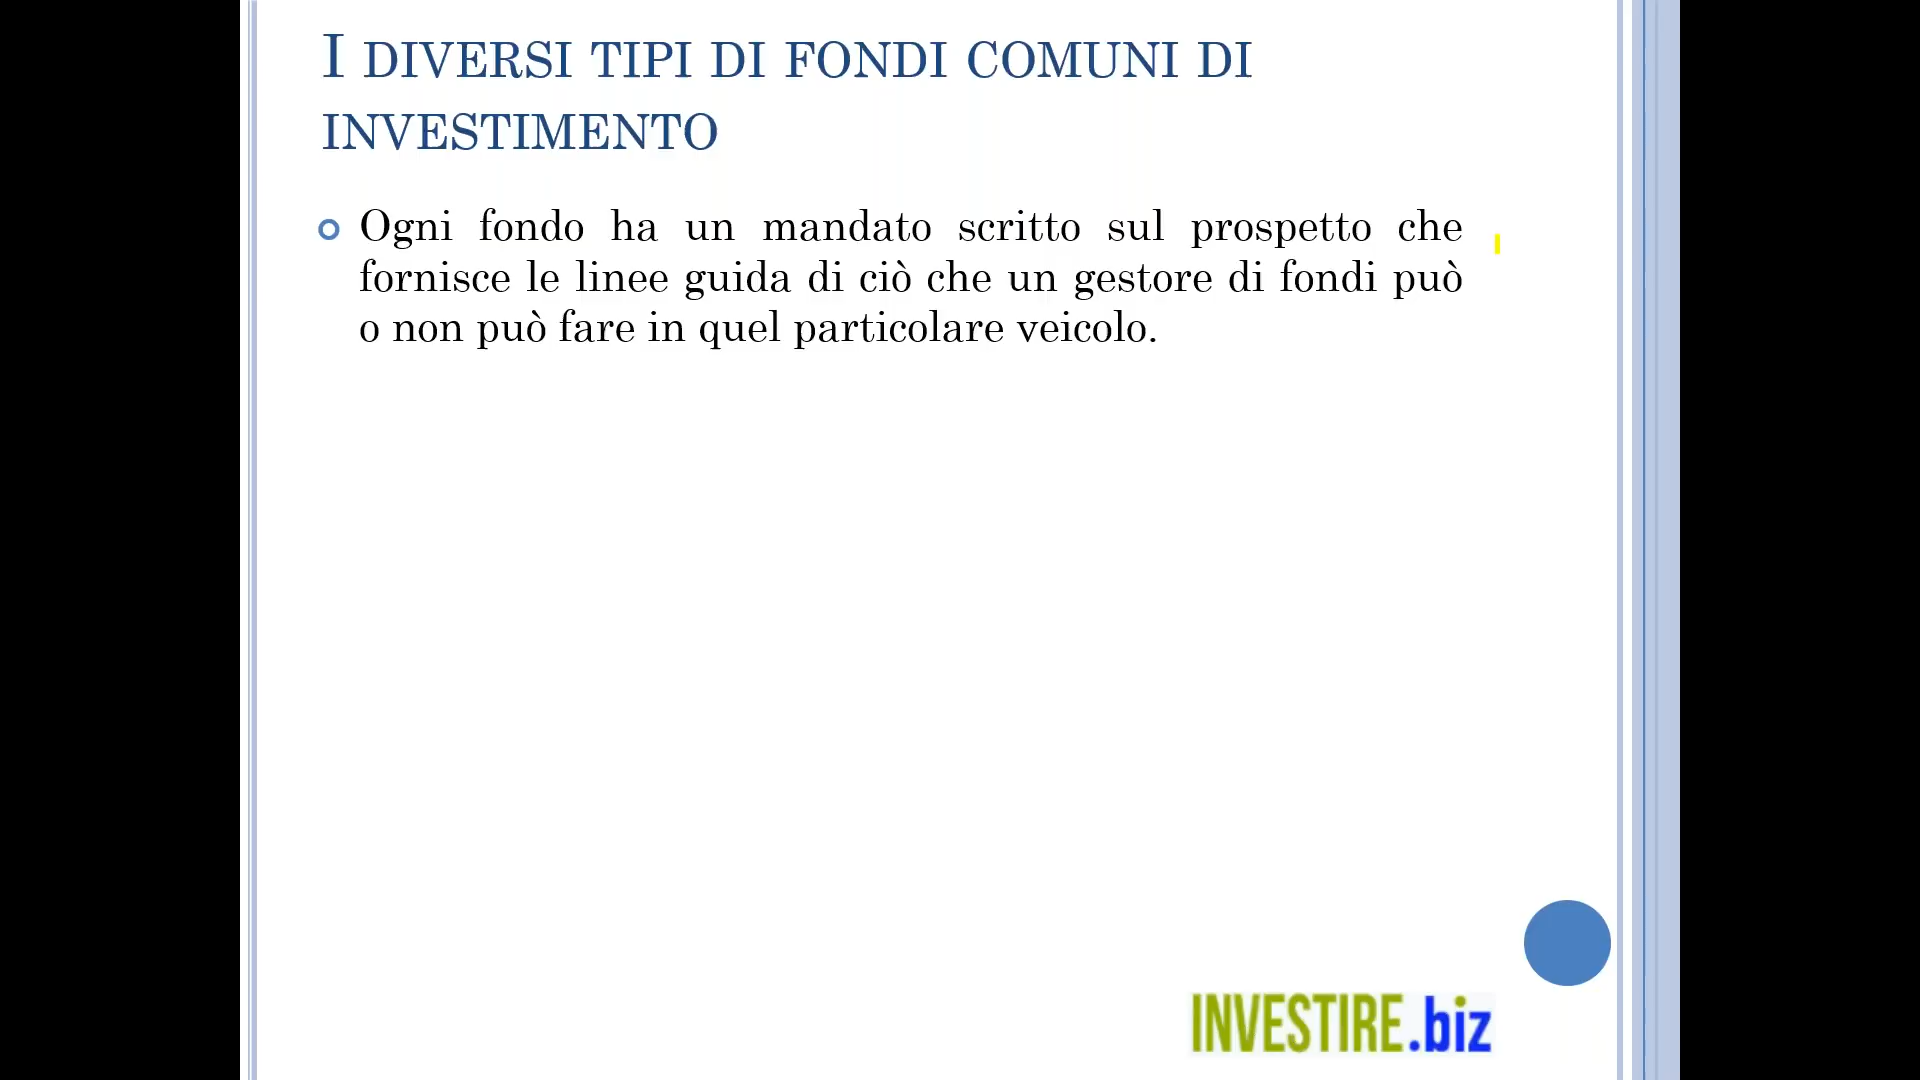 I DIVERSI TIPI DI FONDI COMUNI DI
INVESTIMENTO
Ogni fondo ha un mandato scritto sul prospetto che
fornisce le linee guida di ciò che un gestore di fondi può
o non può fare in quel particolare veicolo.
INVESTIRE.biz